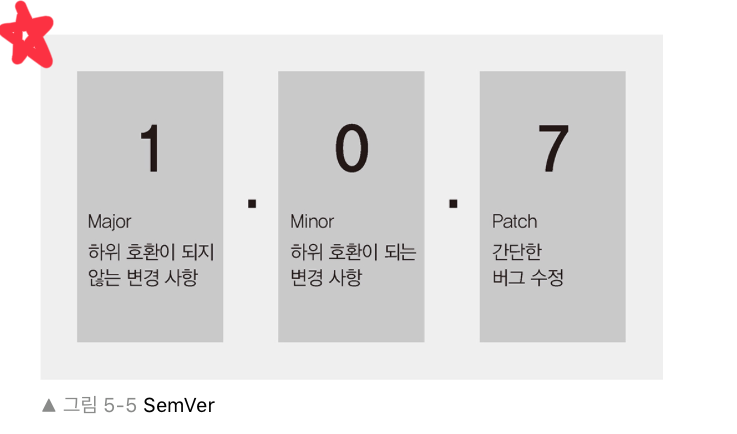 1 . 0 . 7
Major
하위 호환이 되지
않는 변경 사항
Minor
하위 호환이 되는
변경 사항
Patch
간단한
버그 수정
▲ 그림 5-5 SemVer